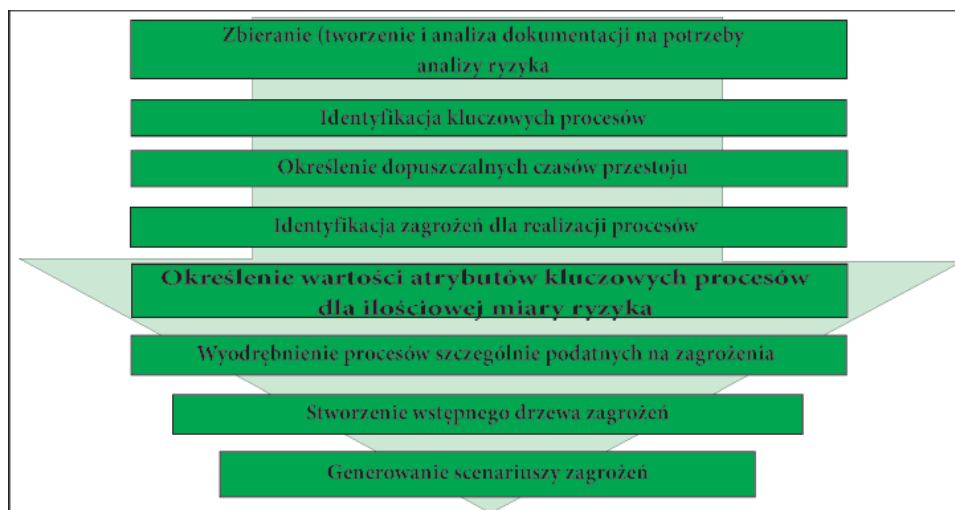 Zbieranie (tworzenie i analiza dokumentacji na potrzeby
analizy ryzyka
Identyfikacja kluczowych procesów
Określenie dopuszczalnych czasów przestoju
Identyfikacja zagrożeń dla realizacji procesów
Określenie wartości atrybutów kluczowych procesów
dla ilościowej miary ryzyka
Wyodrębnienie procesów szczególnie podatnych na zagrożenia
Stworzenie wstępnego drzewa zagrożeń
Generowanie scenariuszy zagrożeń